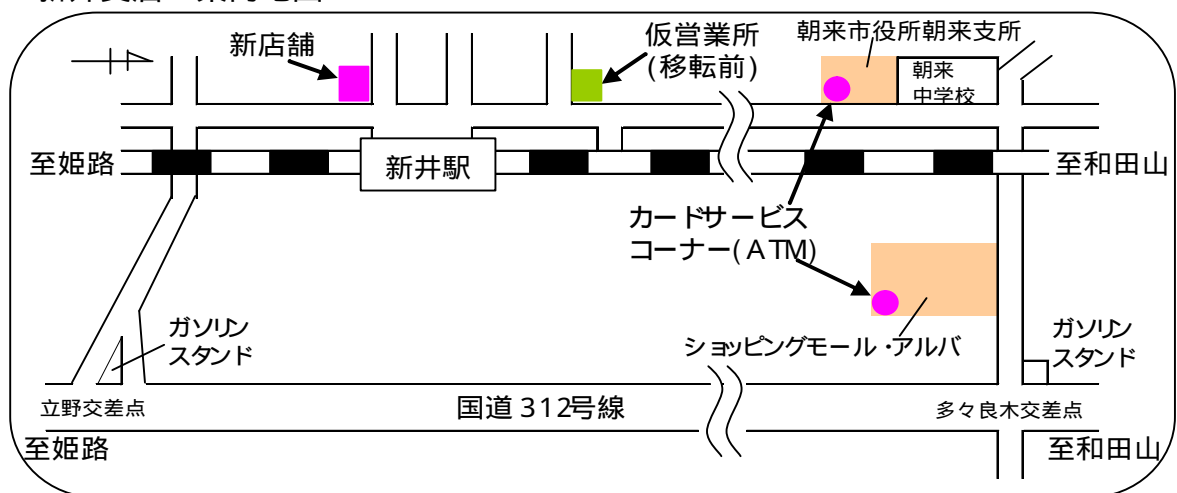 新店舗
仮営業所
(移転前)
朝来市役所朝来支所
朝来
中学校
至姫路
新井駅
至和田山
カードサービス
コーナー(ATM)
ガソリン
スタンド
ショッピングモール・アルバ
ガソリン
スタンド
立野交差点
国道312号線
多々良木交差点
至姫路
至和田山